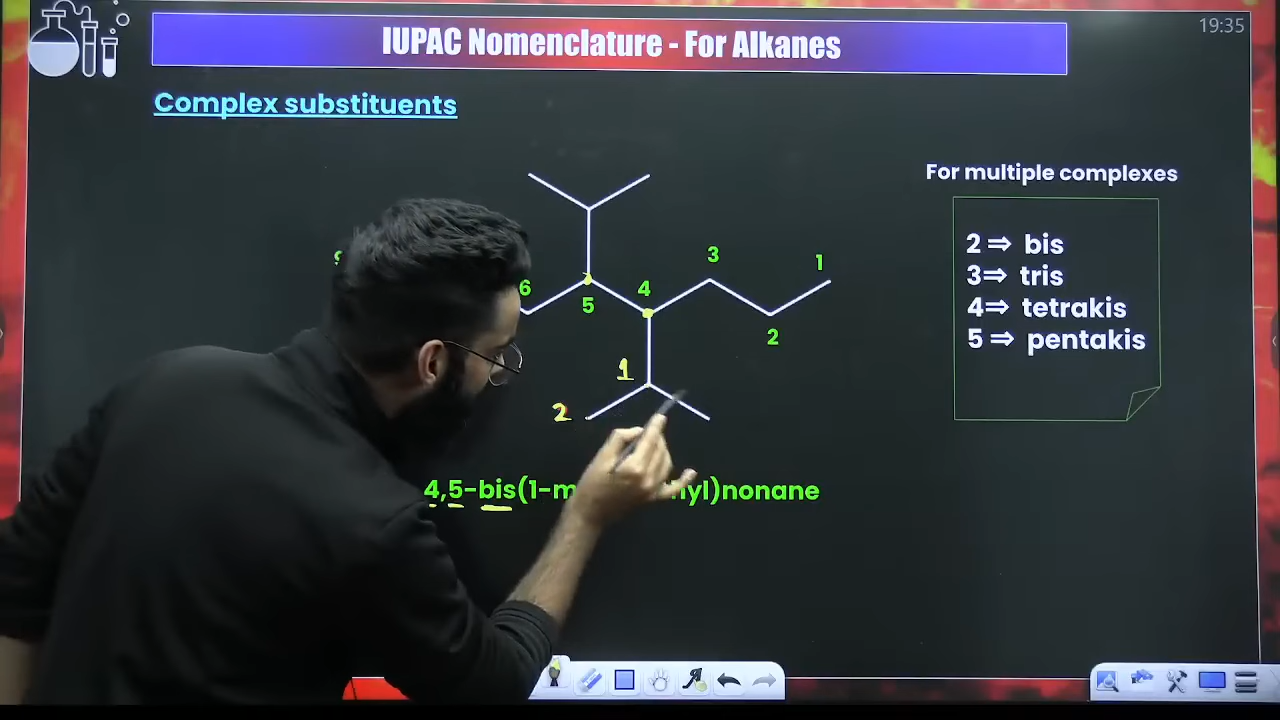 19:35
IUPAC Nomenclature - For Alkanes
Complex substituents
For multiple complexes
2 ⇒ bis
3⇒ tris
4⇒ tetrakis
5 ⇒ pentakis
3
1
6
4
5
2
1
2
4,5-bis(1-m hyl)nonane